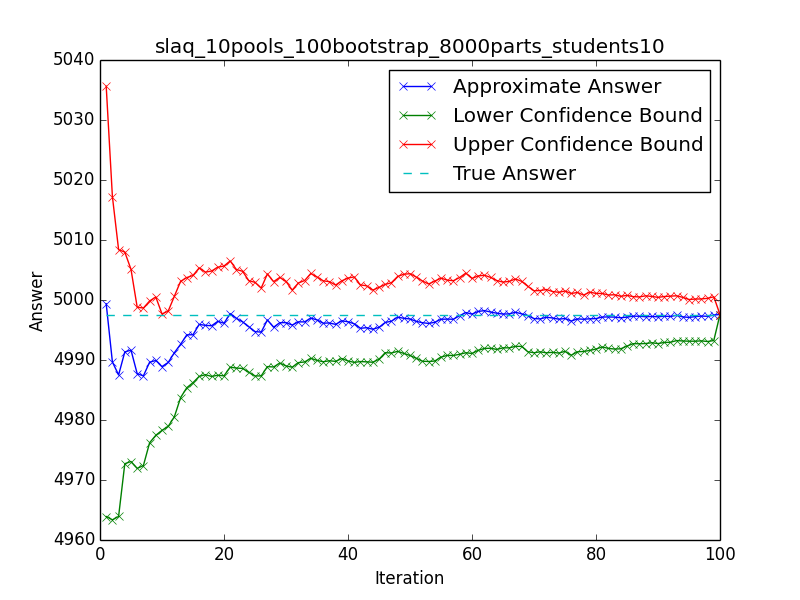 slaq_10pools_100bootstrap_8000parts_students10
Approximate Answer
Lower Confidence Bound
Upper Confidence Bound
True Answer
5040
5030
5020
5010
5000
4990
4980
4970
4960
Answer
0 20 40 60 80 100
Iteration